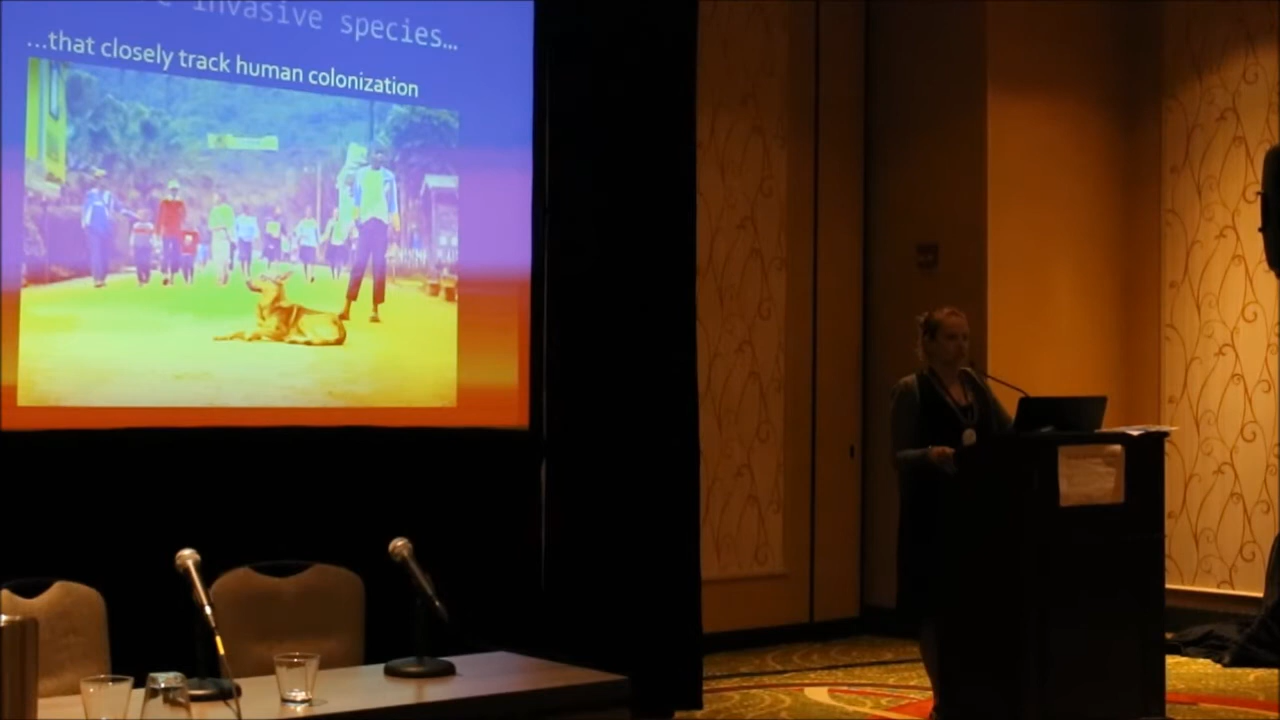 invasive species…
…that closely track human colonization